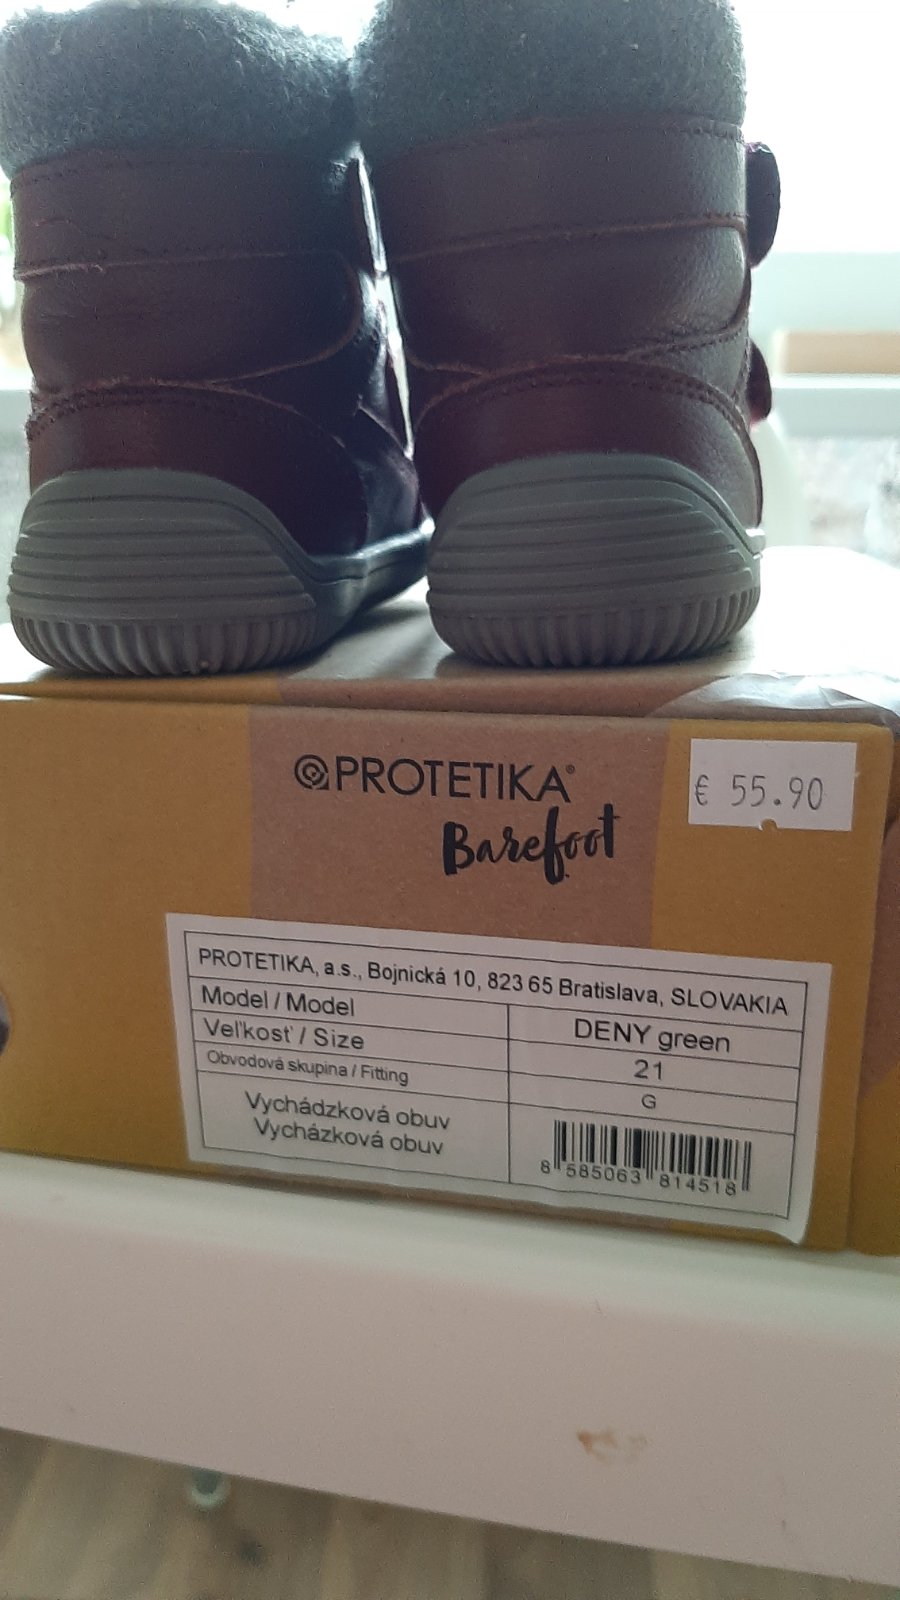 PROTETIKA®
€ 55.90
Barefoot
PROTETIKA, a.s., Bojnická 10, 823 65 Bratislava, SLOVAKIA
Model / Model
DENY green
Veľkosť / Size
21
Obvodová skupina / Fitting
G
Vychádzková obuv
Vycházková obuv
8 585063 814518